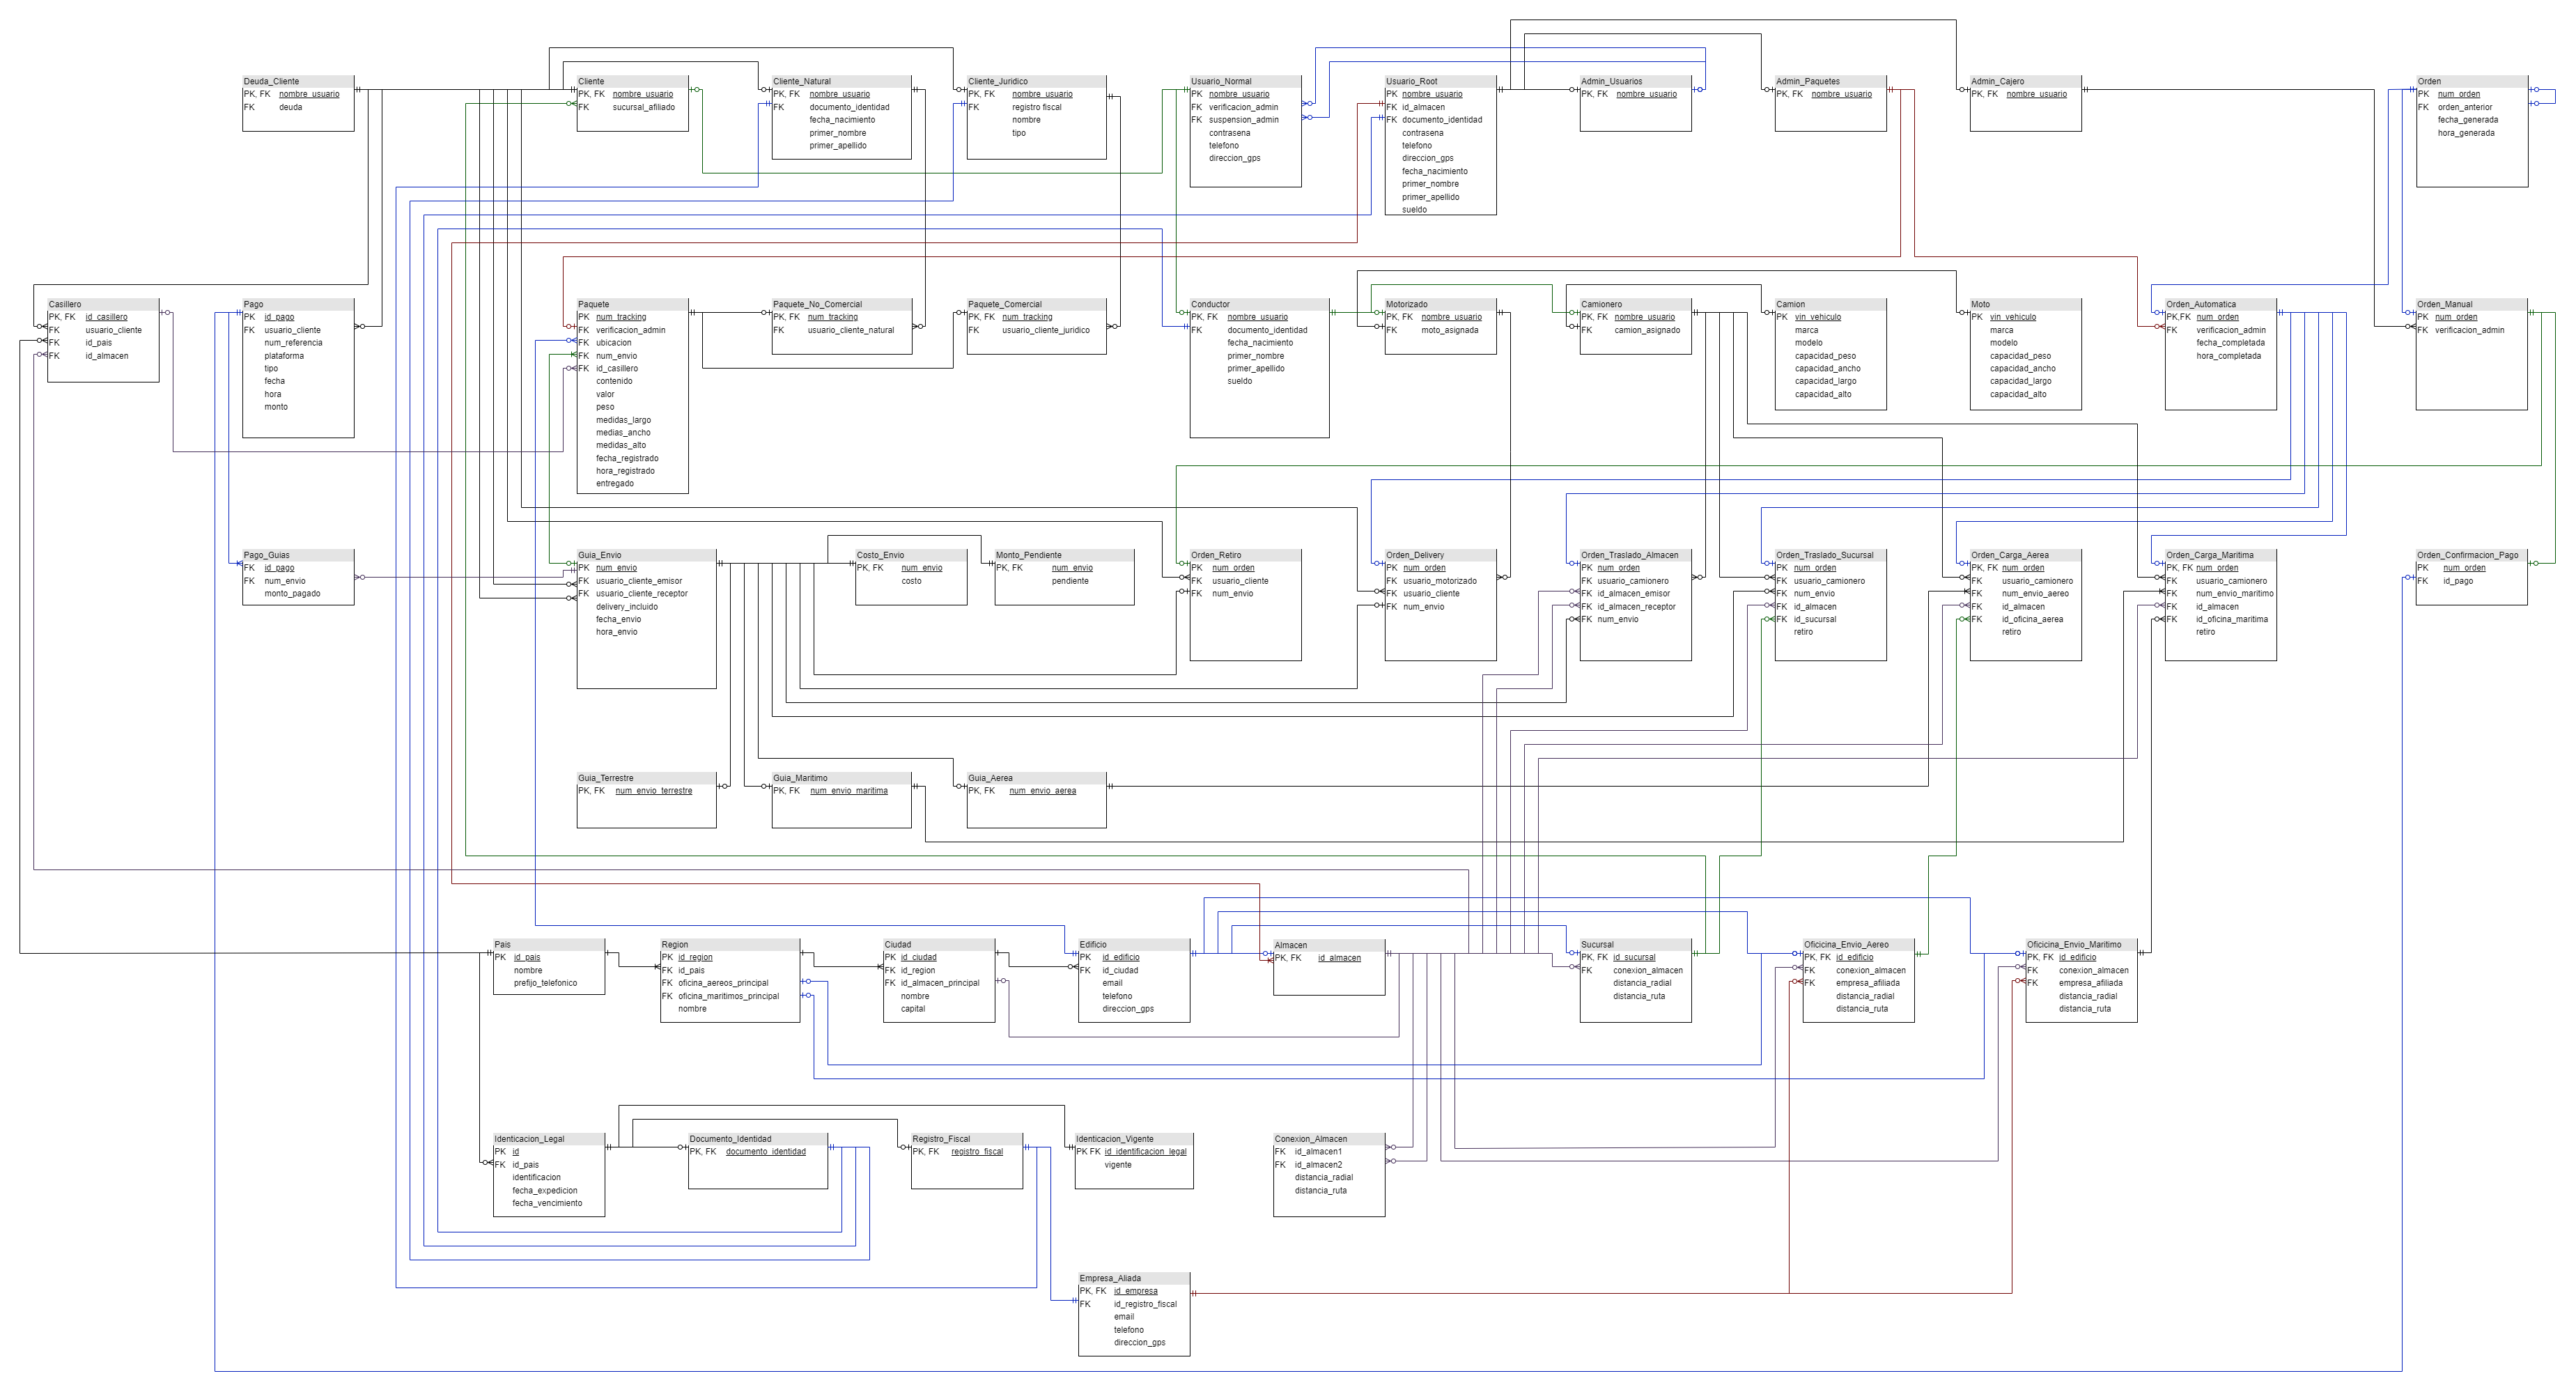 Deuda_Cliente
PK, FK nombre_usuario
FK deuda
Cliente
PK, FK nombre_usuario
FK sucursal_afiliado
Cliente_Natural
PK, FK nombre_usuario
FK documento_identidad
fecha_nacimiento
primer_nombre
primer_apellido
Cliente_Juridico
PK, FK nombre_usuario
FK registro fiscal
nombre
tipo
Usuario_Normal
PK nombre_usuario
FK verificacion_admin
FK suspension_admin
contrasena
telefono
direccion_gps
Usuario_Root
PK nombre_usuario
FK id_almacen
FK documento_identidad
contrasena
telefono
direccion_gps
fecha_nacimiento
primer_nombre
primer_apellido
sueldo
Admin_Usuarios
PK, FK nombre_usuario
Admin_Paquetes
PK, FK nombre_usuario
Admin_Cajero
PK, FK nombre_usuario
Orden
PK num_orden
FK orden_anterior
fecha_generada
hora_generada
Casillero
PK, FK id_casillero
FK usuario_cliente
FK id_pais
FK id_almacen
Pago
PK id_pago
FK usuario_cliente
num_referencia
plataforma
tipo
fecha
hora
monto
Paquete
PK num_tracking
FK verificacion_admin
FK ubicacion
FK num_envio
FK id_casillero
contenido
valor
peso
medidas_largo
medias_ancho
medidas_alto
fecha_registrado
hora_registrado
entregado
Paquete_No_Comercial
PK, FK num_tracking
FK usuario_cliente_natural
Paquete_Comercial
PK, FK num_tracking
FK usuario_cliente_juridico
Conductor
PK, FK nombre_usuario
FK documento_identidad
fecha_nacimiento
primer_nombre
primer_apellido
sueldo
Motorizado
PK, FK nombre_usuario
FK moto_asignada
Camionero
PK, FK nombre_usuario
FK camion_asignado
Camion
PK vin_vehiculo
marca
modelo
capacidad_peso
capacidad_ancho
capacidad_largo
capacidad_alto
Moto
PK vin_vehiculo
marca
modelo
capacidad_peso
capacidad_ancho
capacidad_largo
capacidad_alto
Orden_Automatica
PK,FK num_orden
FK verificacion_admin
fecha_completada
hora_completada
Orden_Manual
PK num_orden
FK verificacion_admin
Pago_Guias
FK id_pago
FK num_envio
monto_pagado
Guia_Envio
PK num_envio
FK usuario_cliente_emisor
FK usuario_cliente_receptor
delivery_incluido
fecha_envio
hora_envio
Costo_Envio
PK, FK num_envio
costo
Monto_Pendiente
PK, FK num_envio
pendiente
Orden_Retiro
PK num_orden
FK usuario_cliente
FK num_envio
Orden_Delivery
PK num_orden
FK usuario_motorizado
FK usuario_cliente
FK num_envio
Orden_Traslado_Almacen
PK num_orden
FK usuario_camionero
FK id_almacen_emisor
FK id_almacen_receptor
FK num_envio
Orden_Traslado_Sucursal
PK num_orden
FK usuario_camionero
FK num_envio
FK id_almacen
FK id_sucursal
retiro
Orden_Carga_Aerea
PK, FK num_orden
FK usuario_camionero
FK num_envio_aereo
FK id_almacen
FK id_oficina_aerea
retiro
Orden_Carga_Maritima
PK, FK num_orden
FK usuario_camionero
FK num_envio_maritimo
FK id_almacen
FK id_oficina_maritima
retiro
Orden_Confirmacion_Pago
PK num_orden
FK id_pago
Guia_Terrestre
PK, FK num_envio_terrestre
Guia_Maritimo
PK, FK num_envio_maritima
Guia_Aerea
PK, FK num_envio_aerea
Pais
PK id_pais
nombre
prefijo_telefonico
Region
PK id_region
FK id_pais
FK oficina_aereos_principal
FK oficina_maritimos_principal
nombre
Ciudad
PK id_ciudad
FK id_region
FK id_almacen_principal
nombre
capital
Edificio
PK id_edificio
FK id_ciudad
email
telefono
direccion_gps
Almacen
PK, FK id_almacen
Sucursal
PK, FK id_sucursal
FK conexion_almacen
distancia_radial
distancia_ruta
Oficicina_Envio_Aereo
PK, FK id_edificio
FK conexion_almacen
FK empresa_afiliada
distancia_radial
distancia_ruta
Oficicina_Envio_Maritimo
PK, FK id_edificio
FK conexion_almacen
FK empresa_afiliada
distancia_radial
distancia_ruta
Identicacion_Legal
PK id
FK id_pais
identificacion
fecha_expedicion
fecha_vencimiento
Documento_Identidad
PK, FK documento_identidad
Registro_Fiscal
PK, FK registro_fiscal
Identicacion_Vigente
PK FK id_identificacion_legal
vigente
Conexion_Almacen
FK id_almacen1
FK id_almacen2
distancia_radial
distancia_ruta
Empresa_Aliada
PK, FK id_empresa
FK id_registro_fiscal
email
telefono
direccion_gps